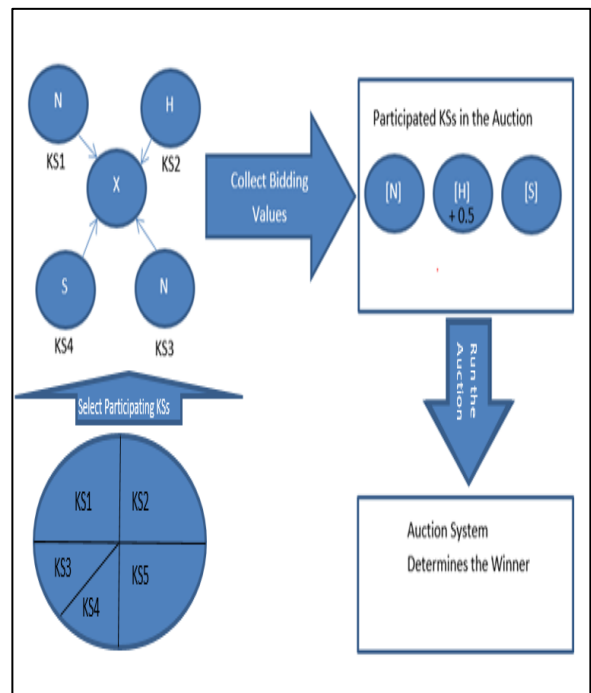 N
H
KS1
KS2
X
S
N
KS4
KS3
Select Participating KSs
KS1
KS2
KS3
KS4
KS5
Collect Bidding
Values
Participated KSs in the Auction
[N]
[H]
+ 0.5
[S]
Run the
Auction
Auction System
Determines the Winner